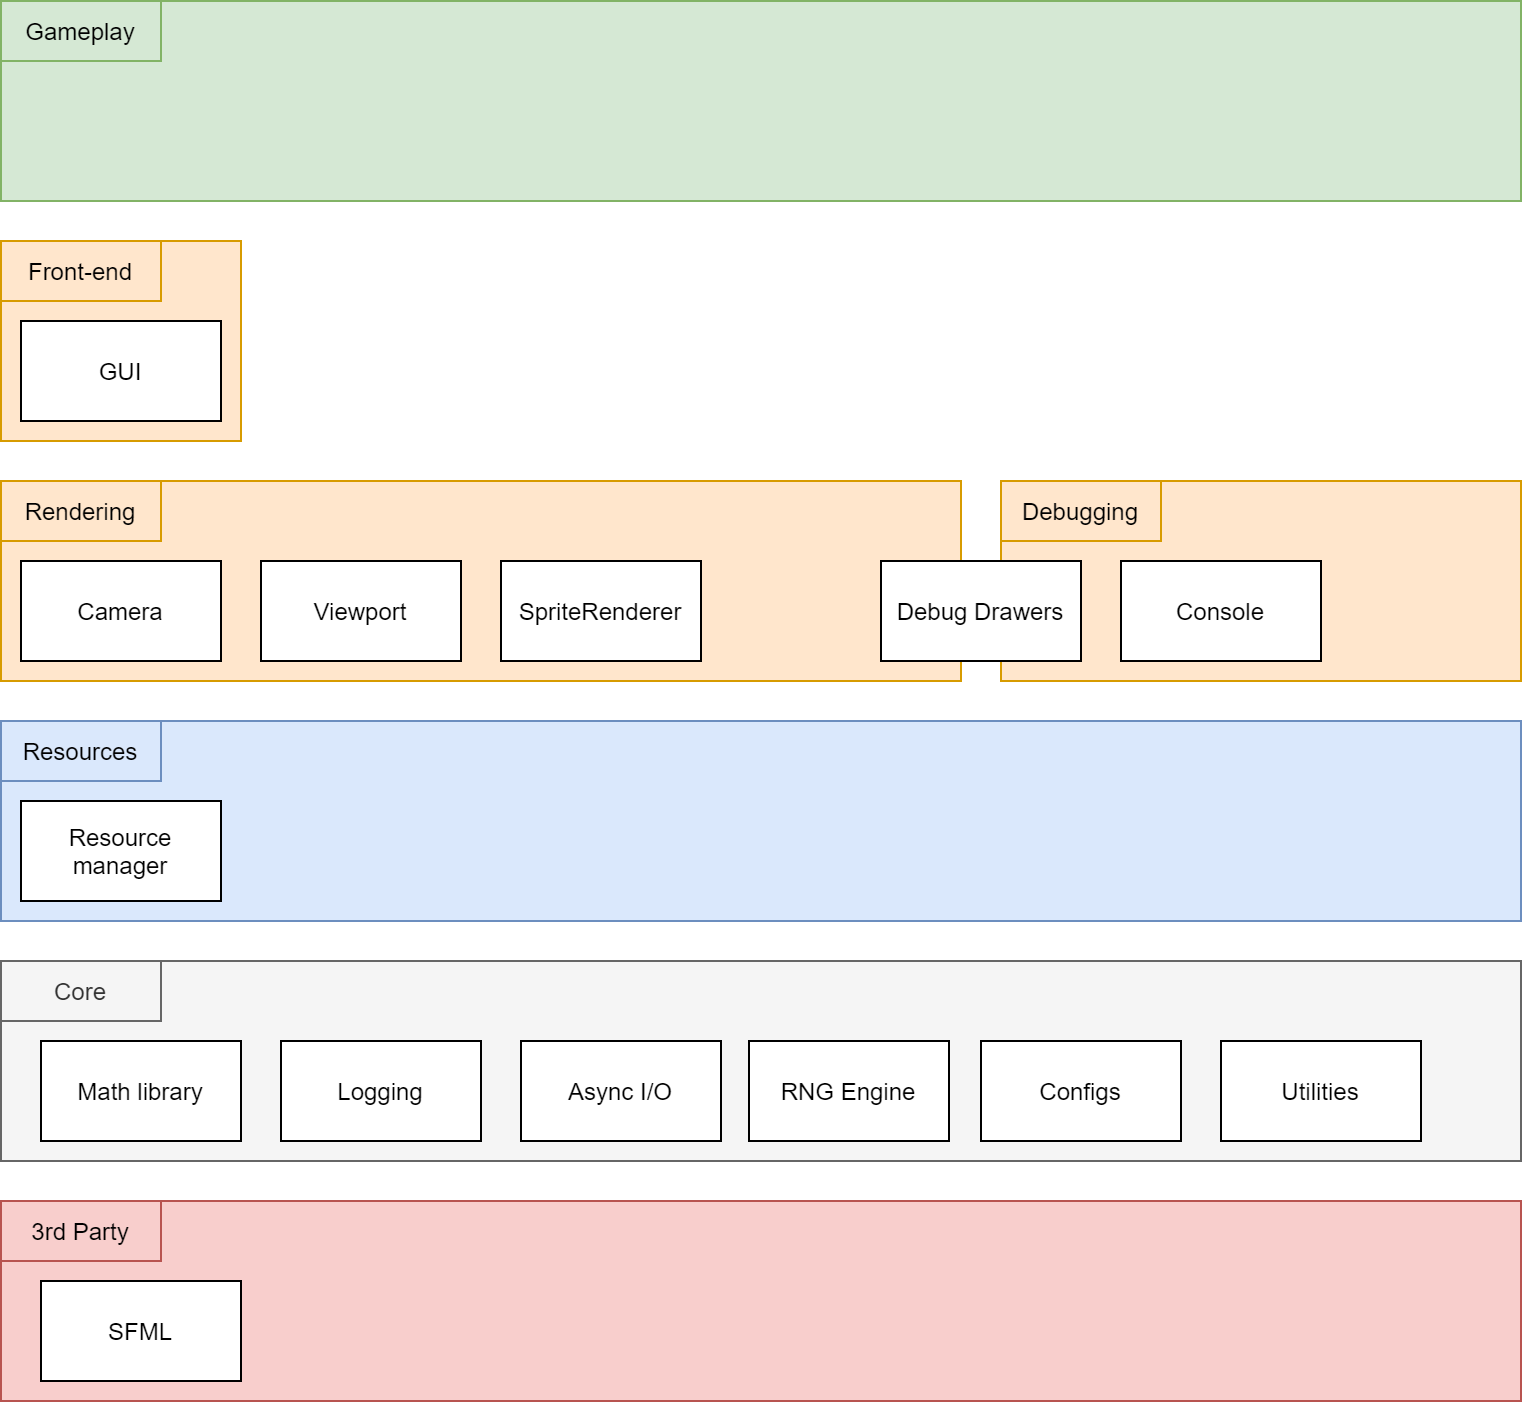 Gameplay
Front-end
GUI
Rendering
Debugging
Camera
Viewport
SpriteRenderer
Debug Drawers
Console
Resources
Resource
manager
Core
Math library
Logging
Async I/O
RNG Engine
Configs
Utilities
3rd Party
SFML